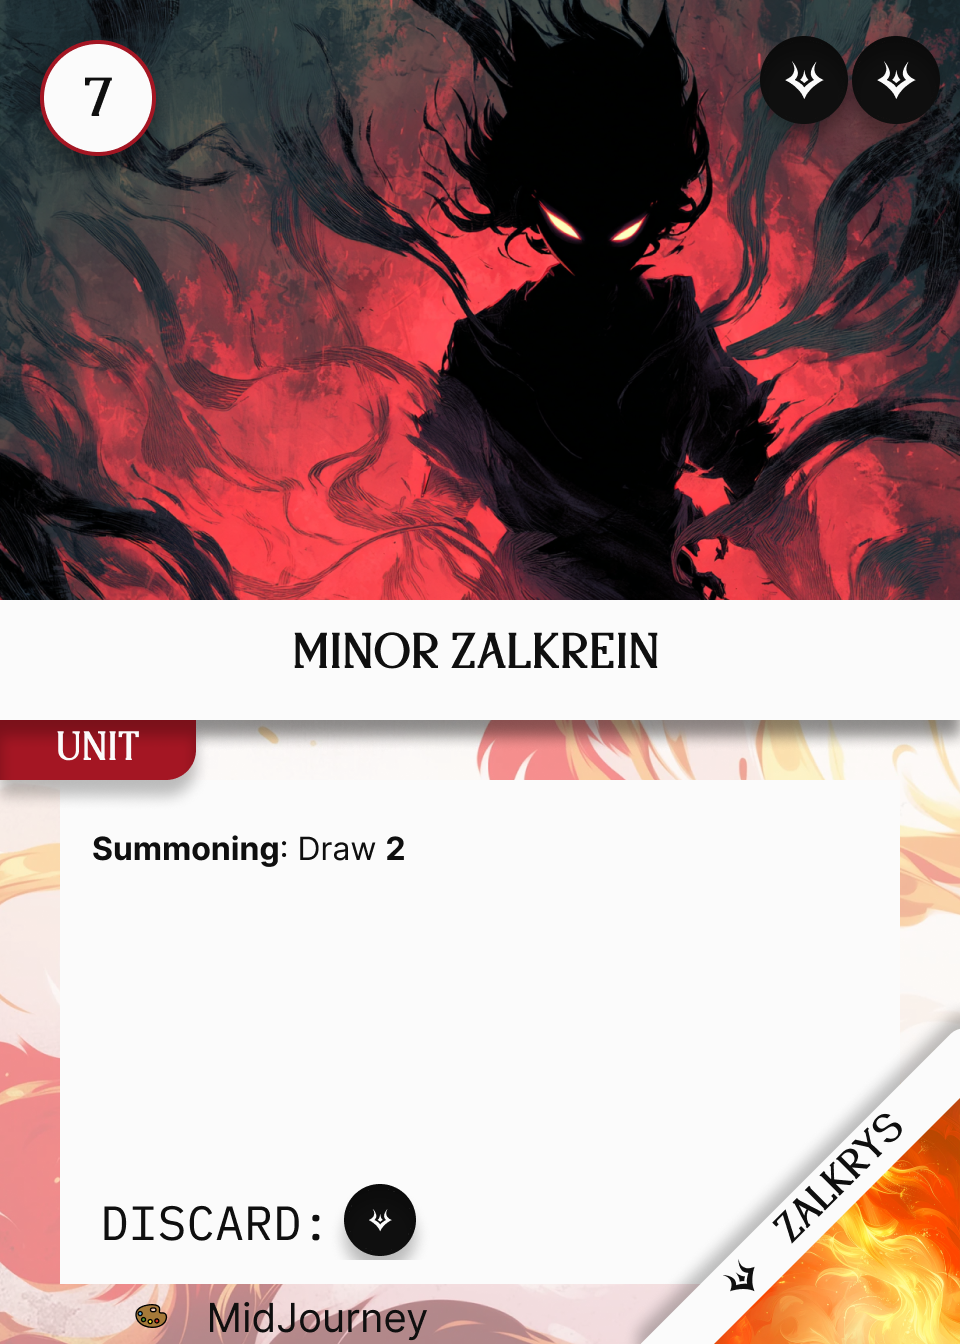 7
MINOR ZALKREIN
UNIT
Summoning: Draw 2
ZALKRYS
DISCARD:
MidJourney